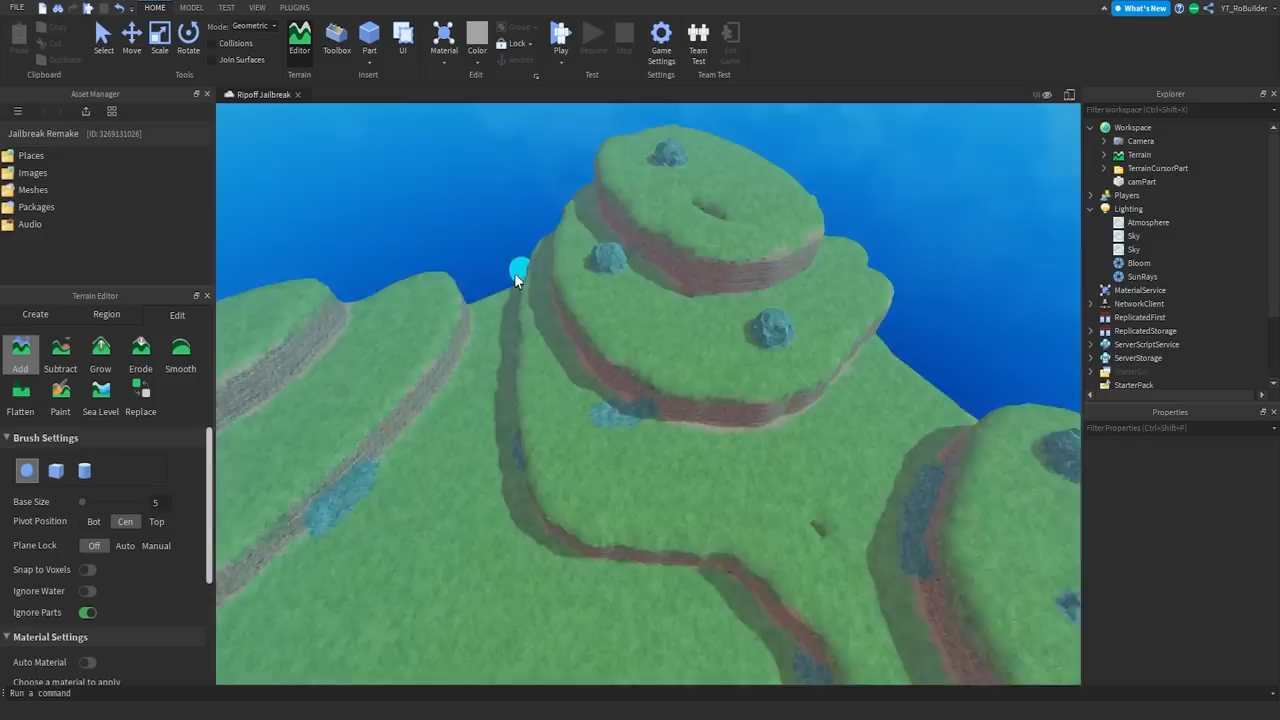 FILE HOME MODEL TEST VIEW PLUGINS What's New YT_RoBuilder
Paste Copy Cut Duplicate Clipboard
Select Move Scale Rotate Mode: Geometric Collisions Join Surfaces Tools
Editor Terrain
Toolbox Part UI Insert
Material Color Group Lock Anchor Edit
Play Resume Stop Test
Game Settings Settings
Team Test Exit Game Team Test
Asset Manager
Jailbreak Remake [ID: 3269131026]
Places
Images
Meshes
Packages
Audio
Terrain Editor
Create Region Edit
Add Subtract Grow Erode Smooth
Flatten Paint Sea Level Replace
Brush Settings
Base Size 5
Pivot Position Bot Cen Top
Plane Lock Off Auto Manual
Snap to Voxels
Ignore Water
Ignore Parts
Material Settings
Auto Material
Choose a material to apply
Run a command
Ripoff Jailbreak
UI
Explorer
Filter workspace (Ctrl+Shift+X)
Workspace
Camera
Terrain
TerrainCursorPart
camPart
Players
Lighting
Atmosphere
Sky
Sky
Bloom
SunRays
MaterialService
NetworkClient
ReplicatedFirst
ReplicatedStorage
ServerScriptService
ServerStorage
StarterGui
StarterPack
Properties
Filter Properties (Ctrl+Shift+P)